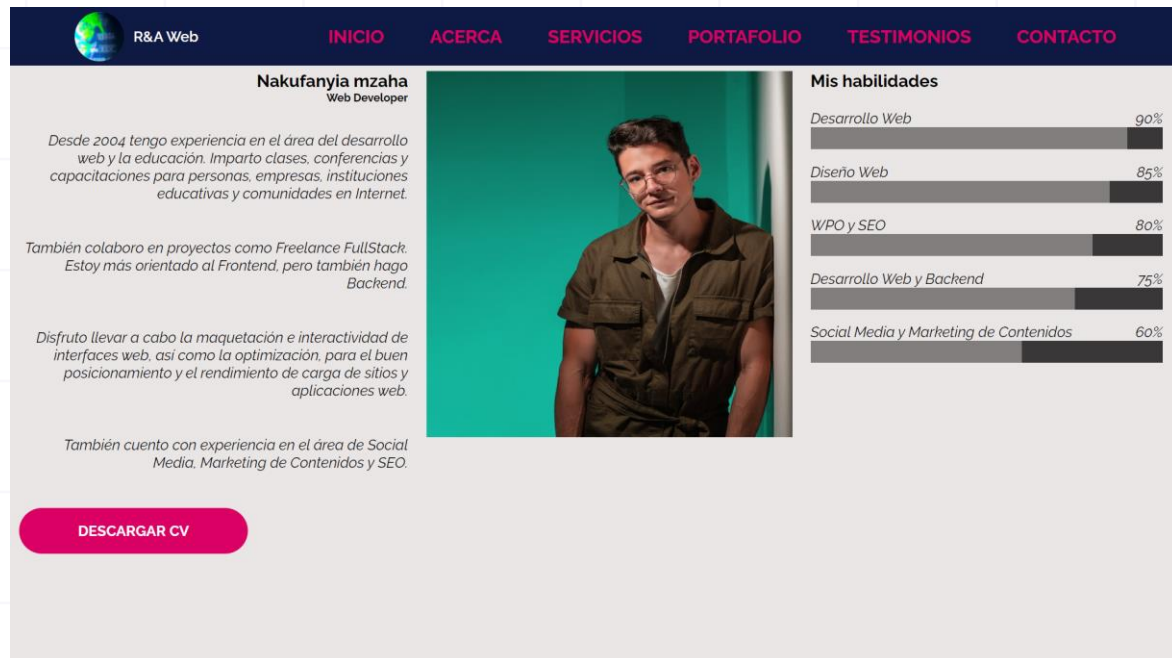 R&A Web
INICIO
ACERCA
SERVICIOS
PORTAFOLIO
TESTIMONIOS
CONTACTO
Nakufanyia mzaha
Web Developer
Desde 2004 tengo experiencia en el área del desarrollo
web y la educación. Imparto clases, conferencias y
capacitaciones para personas, empresas, instituciones
educativas y comunidades en Internet.
También colaboro en proyectos como Freelance FullStack.
Estoy más orientado al Frontend, pero también hago
Backend.
Disfruto llevar a cabo la maquetación e interactividad de
interfaces web, así como la optimización, para el buen
posicionamiento y el rendimiento de carga de sitios y
aplicaciones web.
También cuento con experiencia en el área de Social
Media, Marketing de Contenidos y SEO.
DESCARGAR CV
Mis habilidades
Desarrollo Web 90%
Diseño Web 85%
WPO y SEO 80%
Desarrollo Web y Backend 75%
Social Media y Marketing de Contenidos 60%